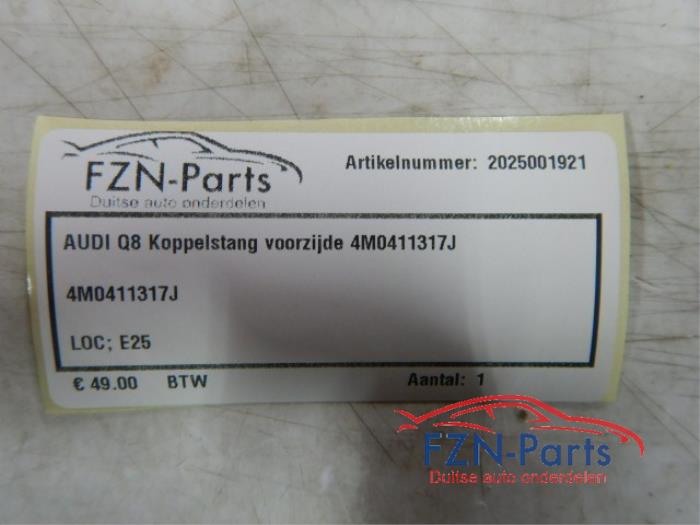 FZN-Parts
Duitse auto onderdelen
Artikelnummer: 2025001921
AUDI Q8 Koppelstang voorzijde 4M0411317J
4M0411317J
LOC; E25
€ 49.00 BTW Aantal: 1
FZN-Parts
Duitse auto onderdelen